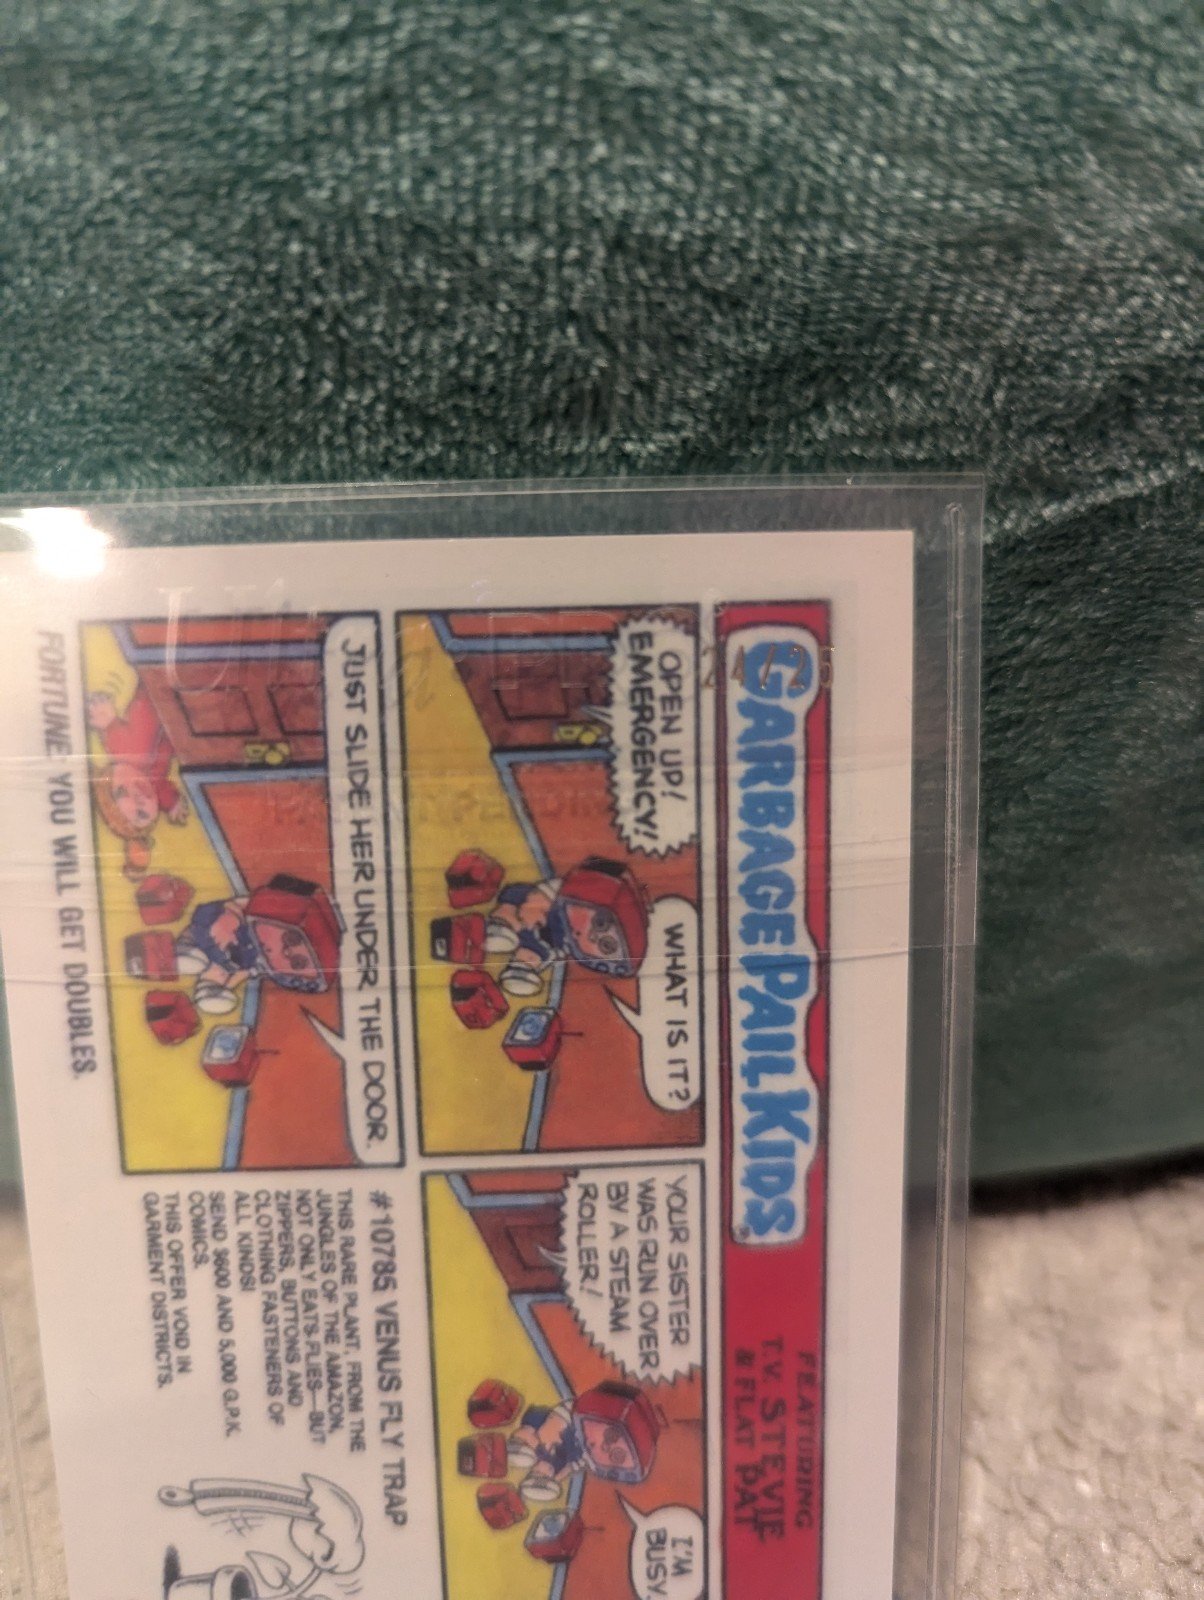 GARBAGE PAIL KIDS
FEATURING
T.V. STEVIE
& FLAT PAT
24/25
OPEN UP!
EMERGENCY!
WHAT IS IT?
YOUR SISTER
WAS RUN OVER
BY A STEAM
ROLLER!
I'M
BUSY.
JUST SLIDE HER UNDER THE DOOR.
#10785 VENUS FLY TRAP
THIS RARE PLANT, FROM THE
JUNGLES OF THE AMAZON,
NOT ONLY EATS FLIES—BUT
ZIPPERS, BUTTONS AND
CLOTHING FASTENERS OF
ALL KINDS!
SEND $600 AND 5,000 G.P.K.
COMICS.
THIS OFFER VOID IN
GARMENT DISTRICTS.
FORTUNE: YOU WILL GET DOUBLES.